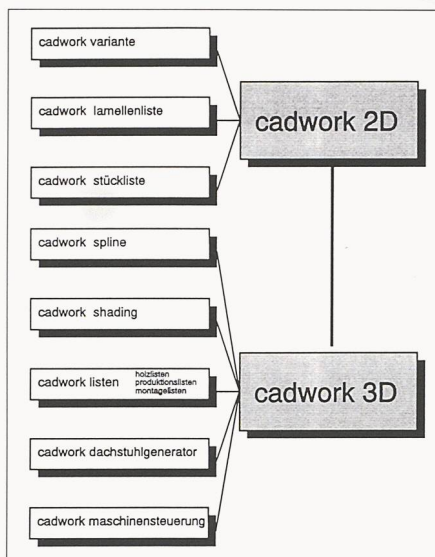 cadwork variante
cadwork lamellenliste
cadwork stückliste
cadwork 2D
cadwork spline
cadwork shading
cadwork listen
holzlisten
produktionslisten
montagelisten
cadwork 3D
cadwork dachstuhlgenerator
cadwork maschinensteuerung